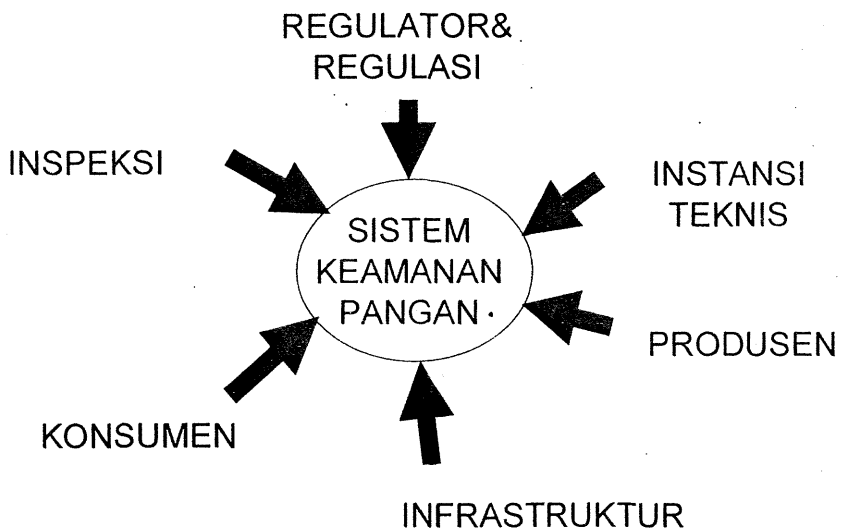 REGULATOR&
REGULASI
INSPEKSI
INSTANSI
TEKNIS
SISTEM
KEAMANAN
PANGAN
PRODUSEN
KONSUMEN
INFRASTRUKTUR